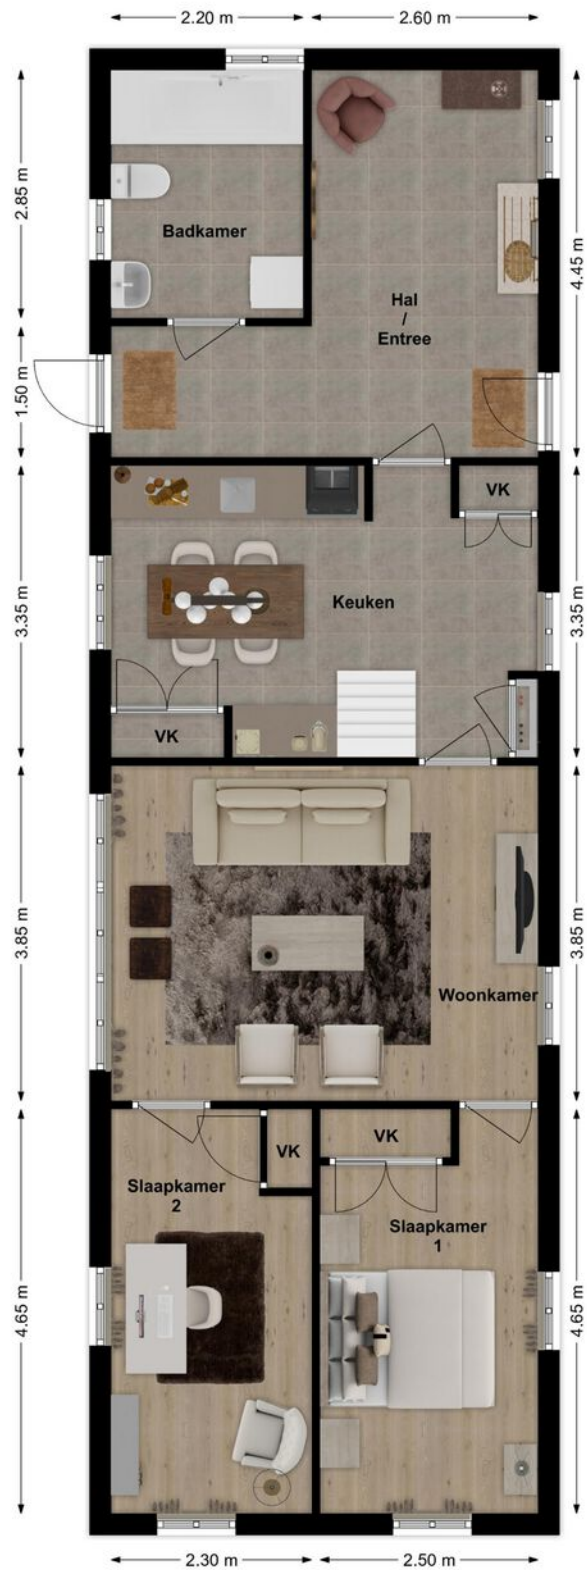 2.20 m
2.60 m
2.85 m
4.45 m
Badkamer
Hal
/
Entree
1.50 m
VK
3.35 m
Keuken
3.35 m
VK
3.85 m
3.85 m
Woonkamer
VK
VK
Slaapkamer
2
Slaapkamer
1
4.65 m
4.65 m
2.30 m
2.50 m